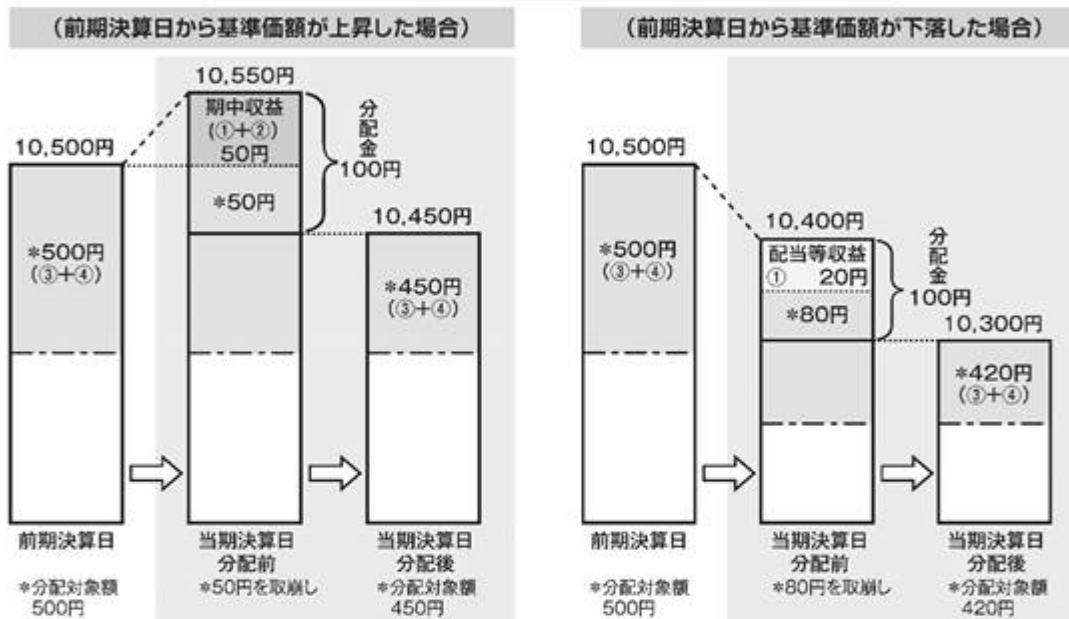 (前期決算日から基準価額が上昇した場合)
10,550円
期中収益
(①+②)
50円
*50円
分配金
100円
10,500円
*500円
(③+④)
10,450円
*450円
(③+④)
前期決算日
*分配対象額
500円
当期決算日
分配前
*50円を取崩し
当期決算日
分配後
*分配対象額
450円
(前期決算日から基準価額が下落した場合)
10,500円
*500円
(③+④)
10,400円
配当等収益
① 20円
*80円
分配金
100円
10,300円
*420円
(③+④)
前期決算日
*分配対象額
500円
当期決算日
分配前
*80円を取崩し
当期決算日
分配後
*分配対象額
420円